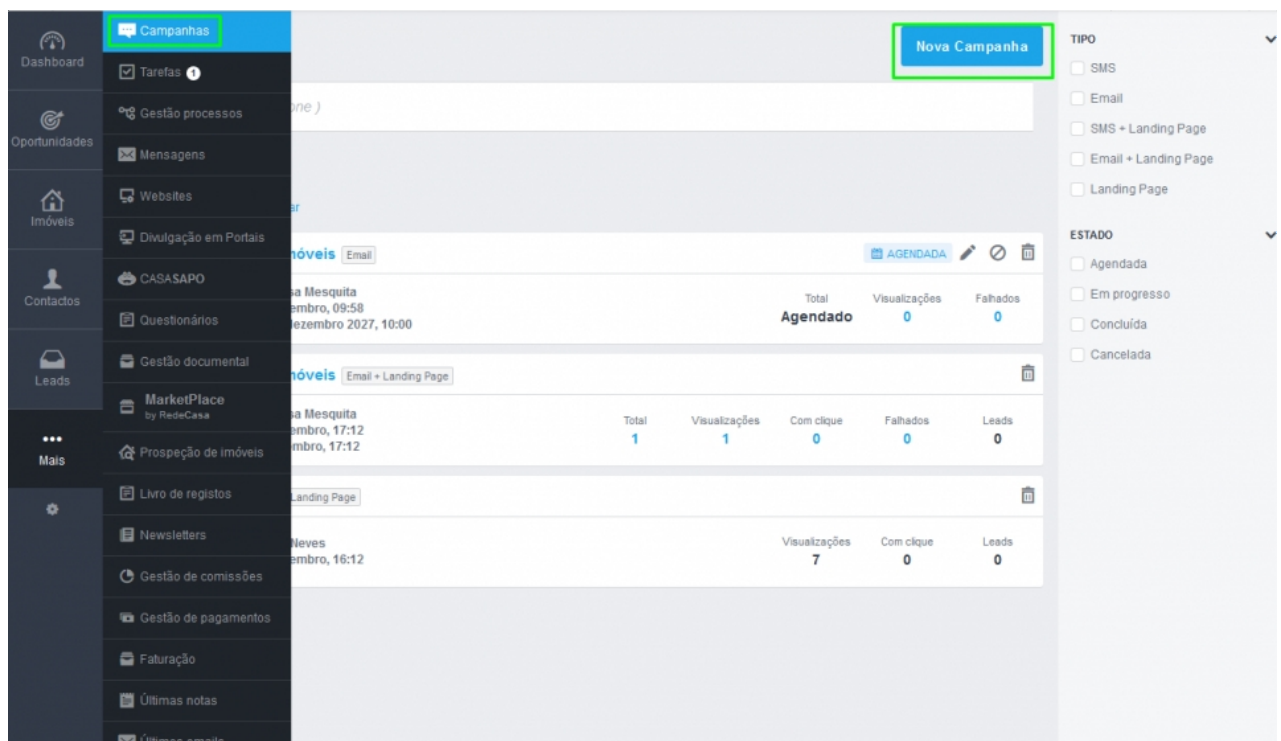 Dashboard
Oportunidades
Imóveis
Contactos
Leads
Mais
Campanhas
Tarefas 1
Gestão processos
Mensagens
Websites
Divulgação em Portais
CASASAPO
Questionários
Gestão documental
MarketPlace
by RedeCasa
Prospeção de imóveis
Livro de registos
Newsletters
Gestão de comissões
Gestão de pagamentos
Faturação
Últimas notas
Últimas emails
Nova Campanha
one )
ar
nóveis Email
AGENDADA
sa Mesquita
embro, 09:58
dezembro 2027, 10:00
Total Visualizações Falhados
Agendado 0 0
nóveis Email + Landing Page
sa Mesquita
embro, 17:12
embro, 17:12
Total Visualizações Com clique Falhados Leads
1 1 0 0 0
Landing Page
Neves
embro, 16:12
Visualizações Com clique Leads
7 0 0
TIPO
SMS
Email
SMS + Landing Page
Email + Landing Page
Landing Page
ESTADO
Agendada
Em progresso
Concluída
Cancelada